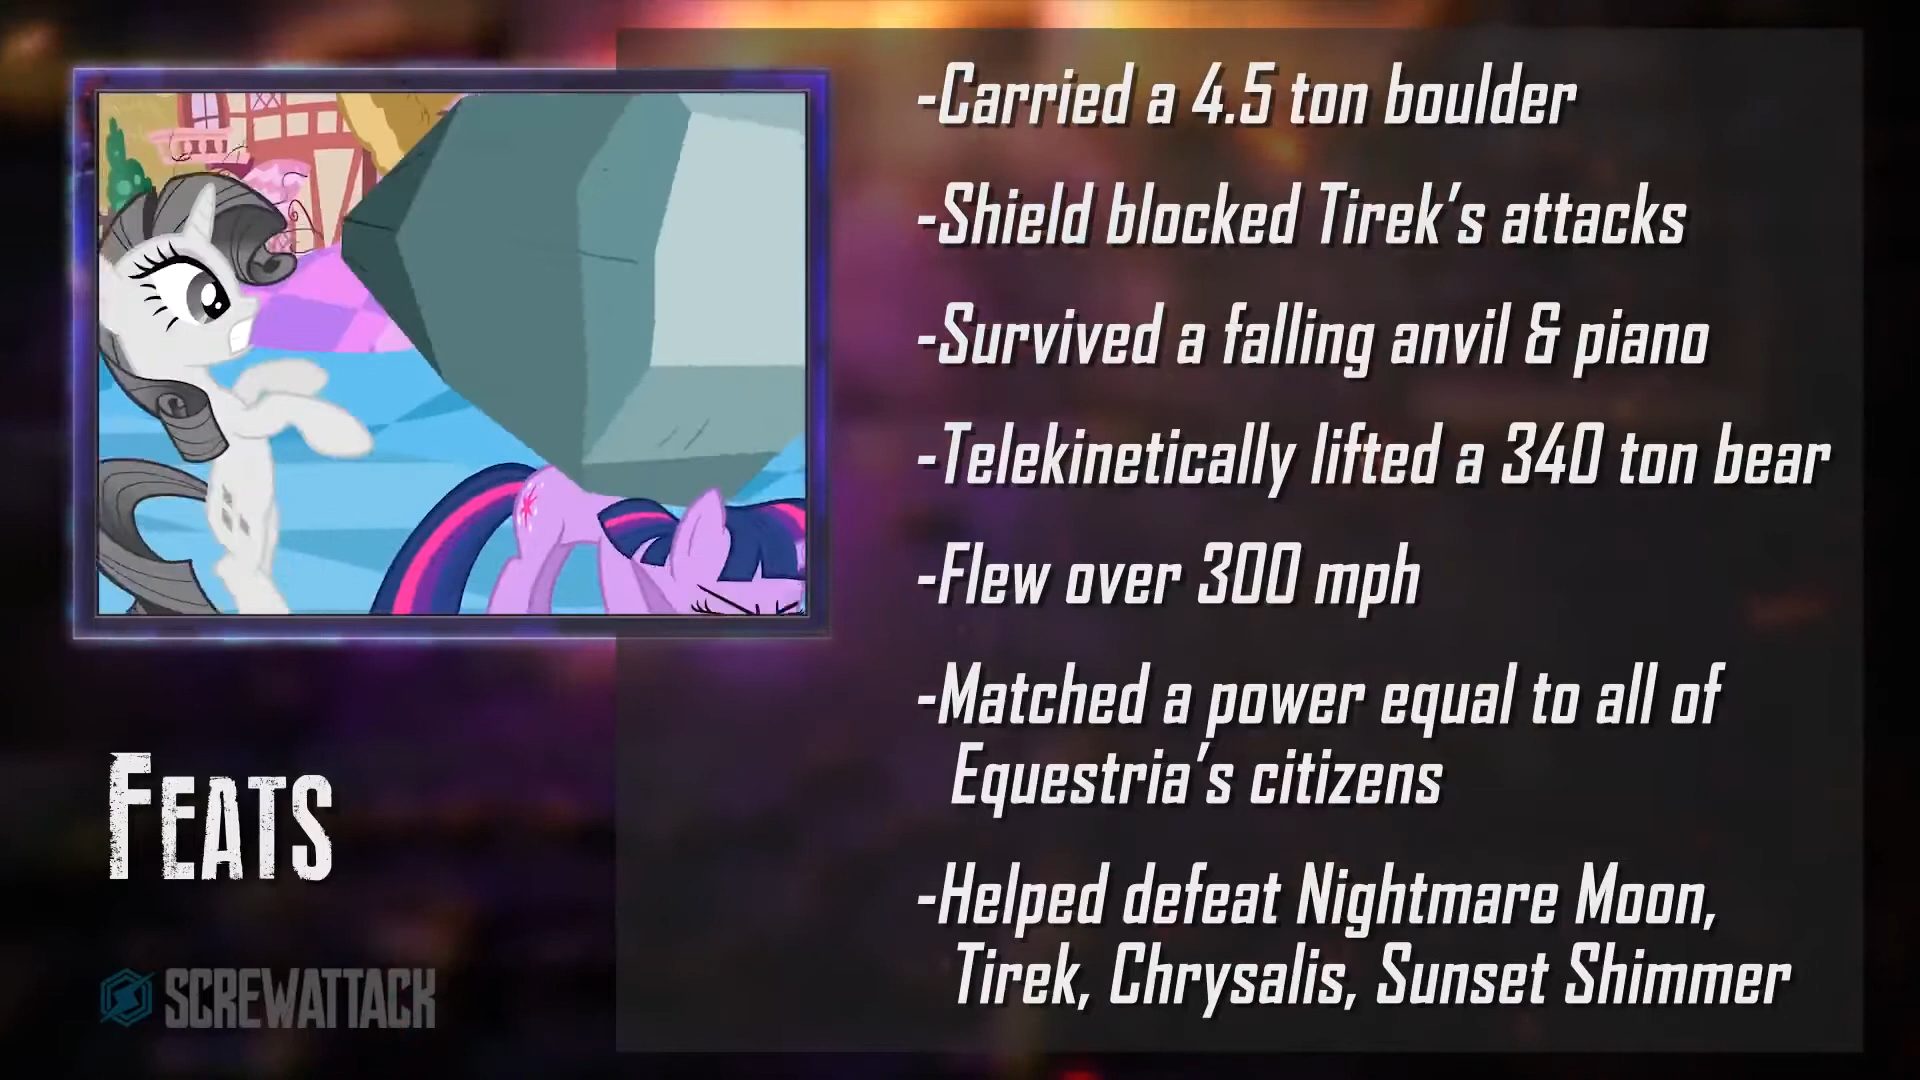 -Carried a 4.5 ton boulder
-Shield blocked Tirek's attacks
-Survived a falling anvil & piano
-Telekinetically lifted a 340 ton bear
-Flew over 300 mph
-Matched a power equal to all of
Equestria's citizens
-Helped defeat Nightmare Moon,
Tirek, Chrysalis, Sunset Shimmer
Feats
SCREWATTACK